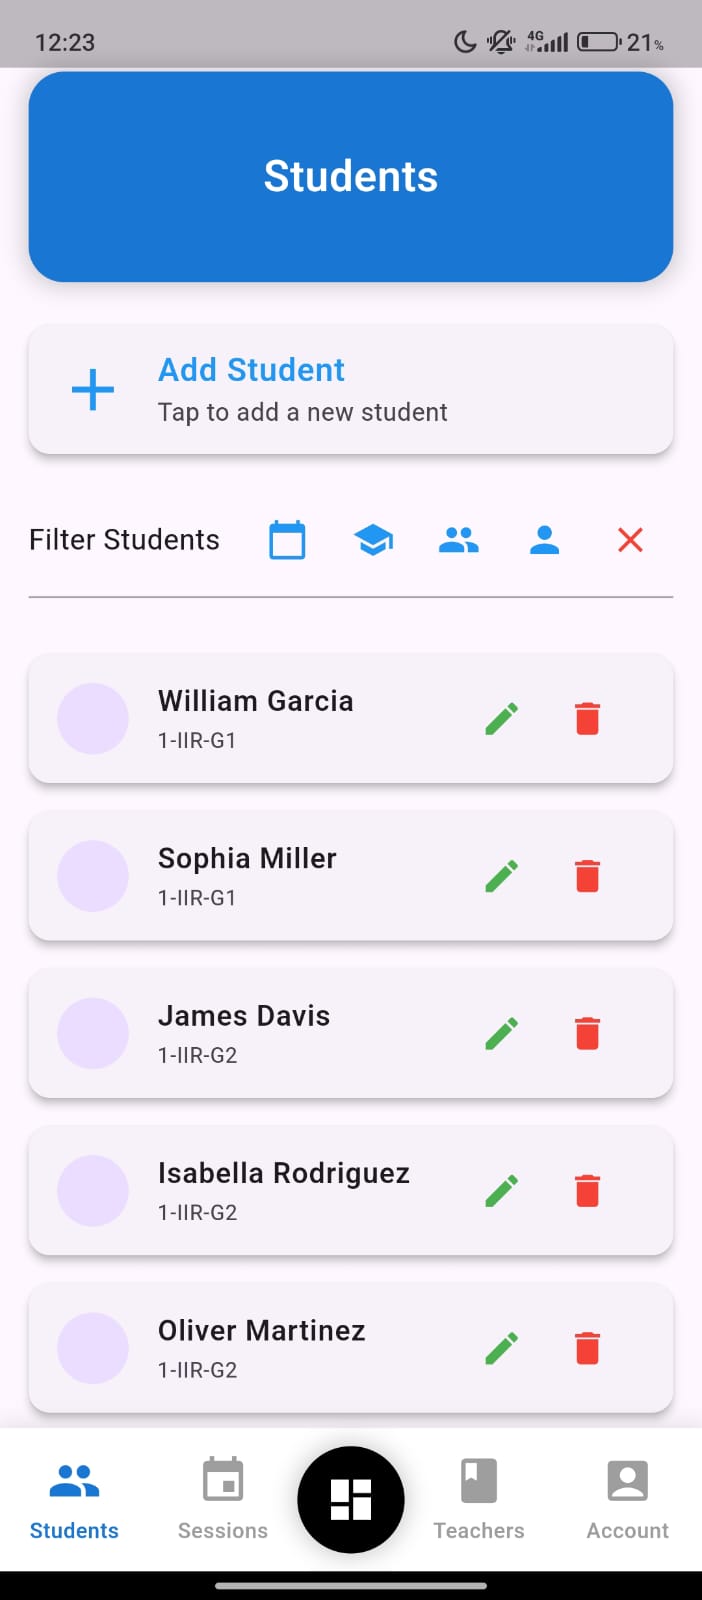 12:23
4G
21%
Students
Add Student
Tap to add a new student
Filter Students
William Garcia
1-IIR-G1
Sophia Miller
1-IIR-G1
James Davis
1-IIR-G2
Isabella Rodriguez
1-IIR-G2
Oliver Martinez
1-IIR-G2
Students
Sessions
Teachers
Account